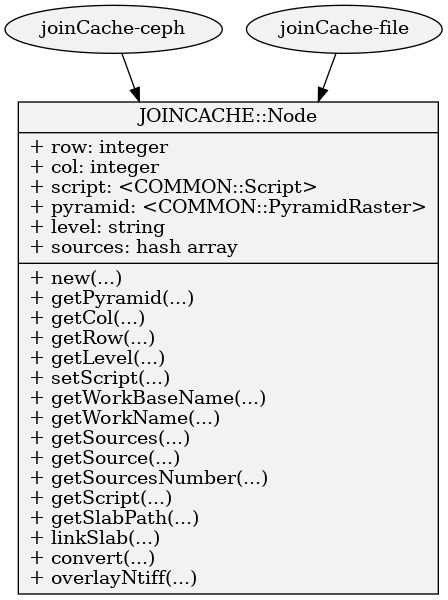 joinCache-ceph
joinCache-file
JOINCACHE::Node
+ row: integer
+ col: integer
+ script: <COMMON::Script>
+ pyramid: <COMMON::PyramidRaster>
+ level: string
+ sources: hash array
+ new(...)
+ getPyramid(...)
+ getCol(...)
+ getRow(...)
+ getLevel(...)
+ setScript(...)
+ getWorkBaseName(...)
+ getWorkName(...)
+ getSources(...)
+ getSource(...)
+ getSourcesNumber(...)
+ getScript(...)
+ getSlabPath(...)
+ linkSlab(...)
+ convert(...)
+ overlayNtiff(...)